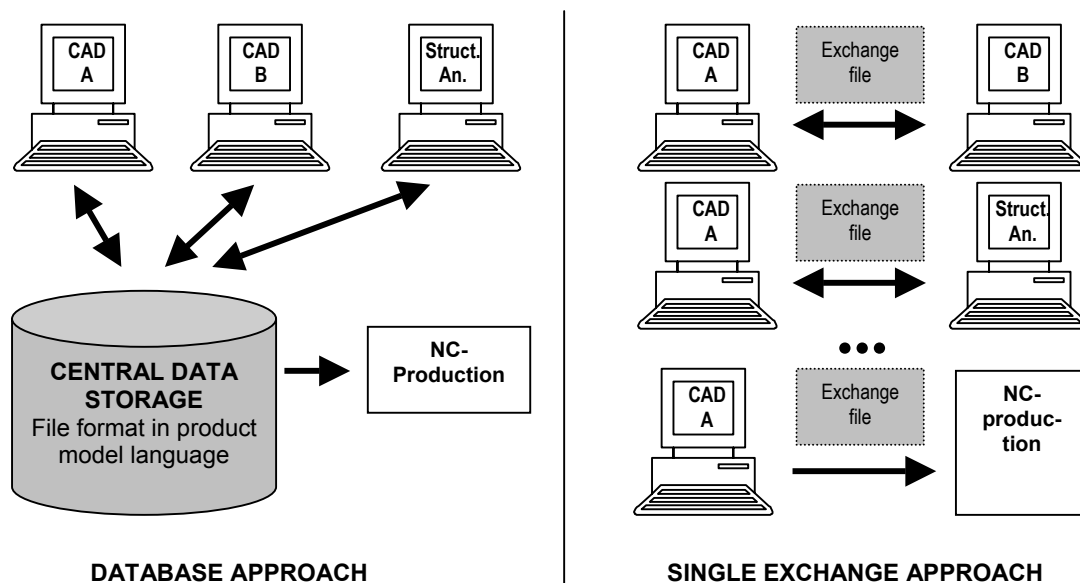 CAD
A
CAD
B
Struct.
An.
CENTRAL DATA
STORAGE
File format in product
model language
NC-
Production
DATABASE APPROACH
CAD
A
Exchange
file
CAD
B
CAD
A
Exchange
file
Struct.
An.
CAD
A
Exchange
file
NC-
produc-
tion
SINGLE EXCHANGE APPROACH